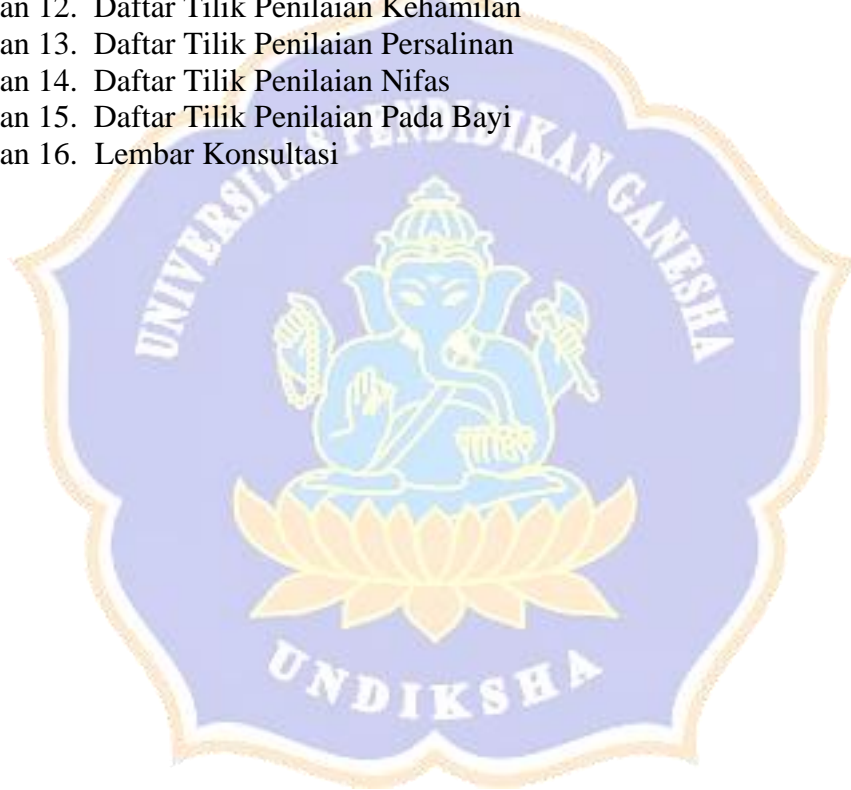 an 12. Daftar Tilik Penilaian Kehamilan
an 13. Daftar Tilik Penilaian Persalinan
an 14. Daftar Tilik Penilaian Nifas
an 15. Daftar Tilik Penilaian Pada Bayi
an 16. Lembar Konsultasi
UNIVERSITAS PENDIDIKAN GANESHA
UNDIKSHA